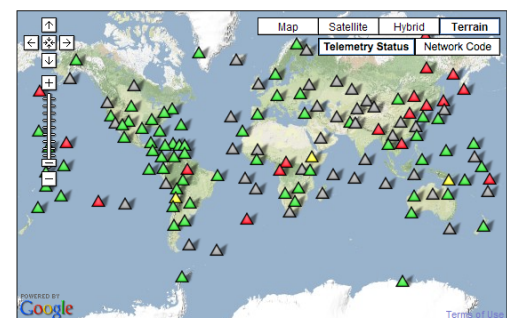 Map Satellite Hybrid Terrain
Telemetry Status Network Code
POWERED BY
Google
Terms of Use